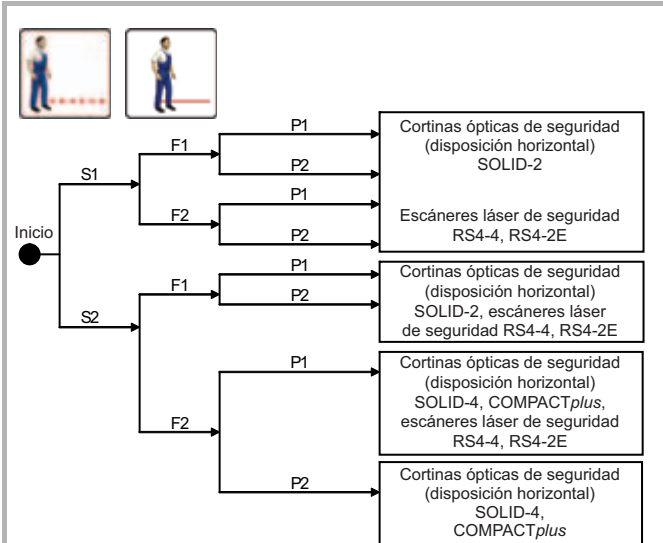 P1
Cortinas ópticas de seguridad
(disposición horizontal)
SOLID-2
F1
P2
S1
P1
Escáneres láser de seguridad
RS4-4, RS4-2E
F2
P2
Inicio
P1
Cortinas ópticas de seguridad
(disposición horizontal)
SOLID-2, escáneres láser
de seguridad RS4-4, RS4-2E
F1
P2
S2
P1
Cortinas ópticas de seguridad
(disposición horizontal)
SOLID-4, COMPACTplus,
escáneres láser de seguridad
RS4-4, RS4-2E
F2
P2
Cortinas ópticas de seguridad
(disposición horizontal)
SOLID-4,
COMPACTplus